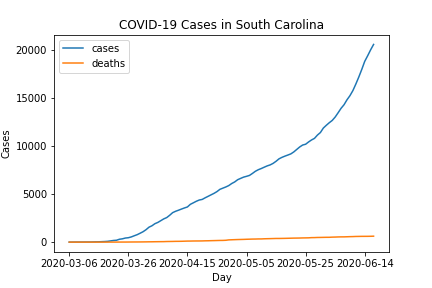 COVID-19 Cases in South Carolina
cases
deaths
20000
15000
10000
5000
0
Cases
2020-03-06 2020-03-26 2020-04-15 2020-05-05 2020-05-25 2020-06-14
Day